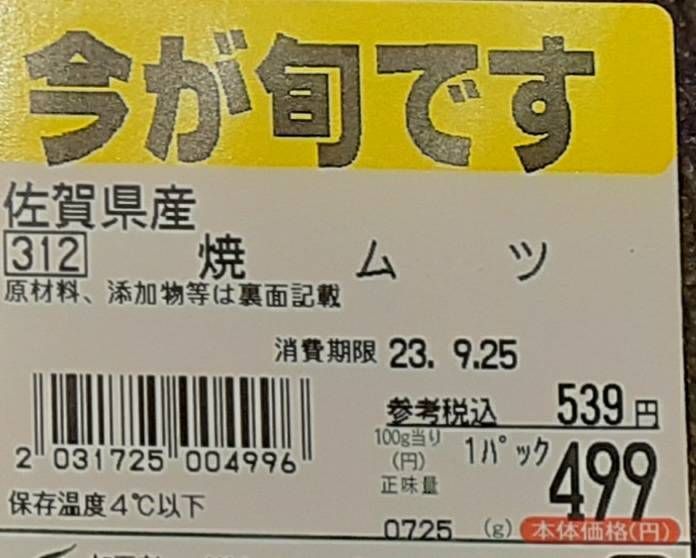 今が旬です
佐賀県産
312 焼ムツ
原材料、添加物等は裏面記載
消費期限 23. 9.25
参考税込 539円
100g当り(円) 1パック 499
正味量
2 031725 004996
保存温度4℃以下
0725 (g) 本体価格(円)